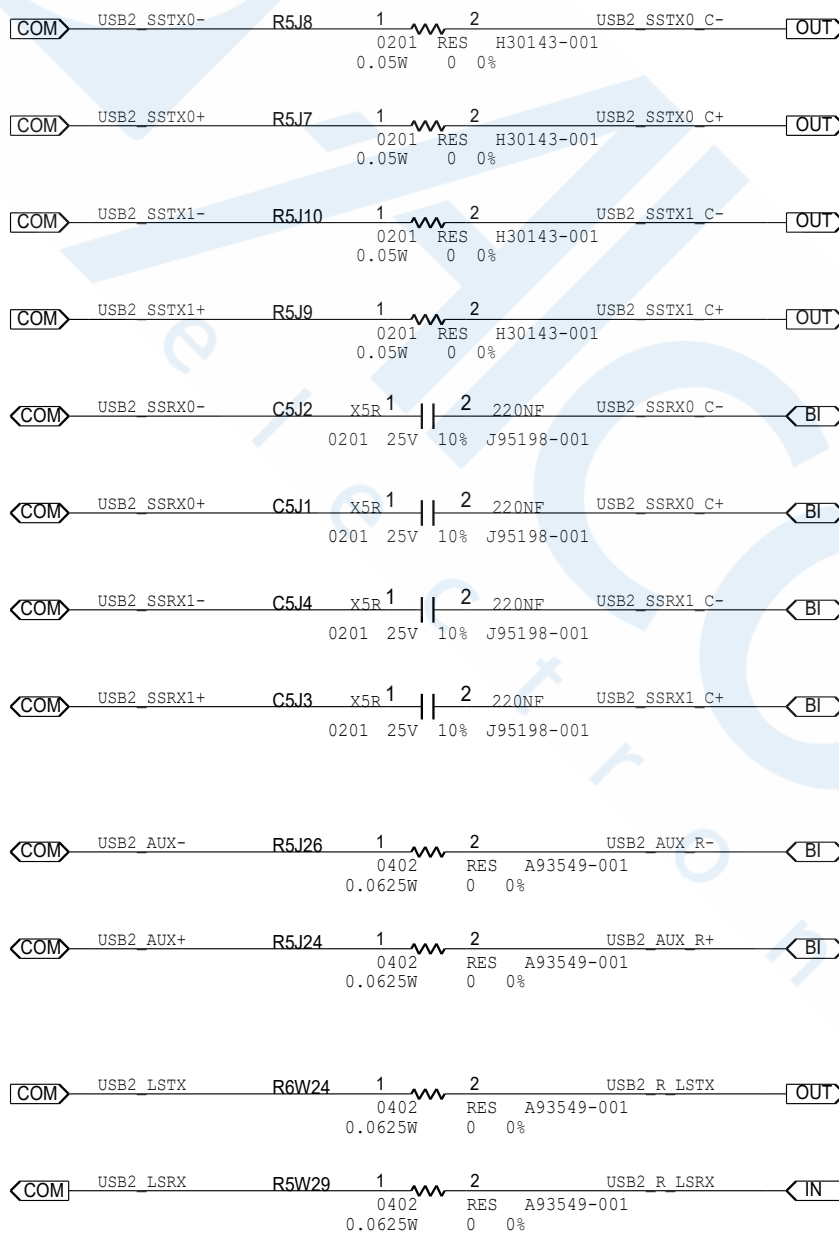 COM USB2_SSTX0- R5J8 1 2 USB2_SSTX0_C- OUT
0201 RES H30143-001
0.05W 0 0%
COM USB2_SSTX0+ R5J7 1 2 USB2_SSTX0_C+ OUT
0201 RES H30143-001
0.05W 0 0%
COM USB2_SSTX1- R5J10 1 2 USB2_SSTX1_C- OUT
0201 RES H30143-001
0.05W 0 0%
COM USB2_SSTX1+ R5J9 1 2 USB2_SSTX1_C+ OUT
0201 RES H30143-001
0.05W 0 0%
COM USB2_SSRX0- C5J2 X5R 1 2 220NF USB2_SSRX0_C- BI
0201 25V 10% J95198-001
COM USB2_SSRX0+ C5J1 X5R 1 2 220NF USB2_SSRX0_C+ BI
0201 25V 10% J95198-001
COM USB2_SSRX1- C5J4 X5R 1 2 220NF USB2_SSRX1_C- BI
0201 25V 10% J95198-001
COM USB2_SSRX1+ C5J3 X5R 1 2 220NF USB2_SSRX1_C+ BI
0201 25V 10% J95198-001
COM USB2_AUX- R5J26 1 2 USB2_AUX_R- BI
0402 RES A93549-001
0.0625W 0 0%
COM USB2_AUX+ R5J24 1 2 USB2_AUX_R+ BI
0402 RES A93549-001
0.0625W 0 0%
COM USB2_LSTX R6W24 1 2 USB2_R_LSTX OUT
0402 RES A93549-001
0.0625W 0 0%
COM USB2_LSRX R5W29 1 2 USB2_R_LSRX IN
0402 RES A93549-001
0.0625W 0 0%
electron